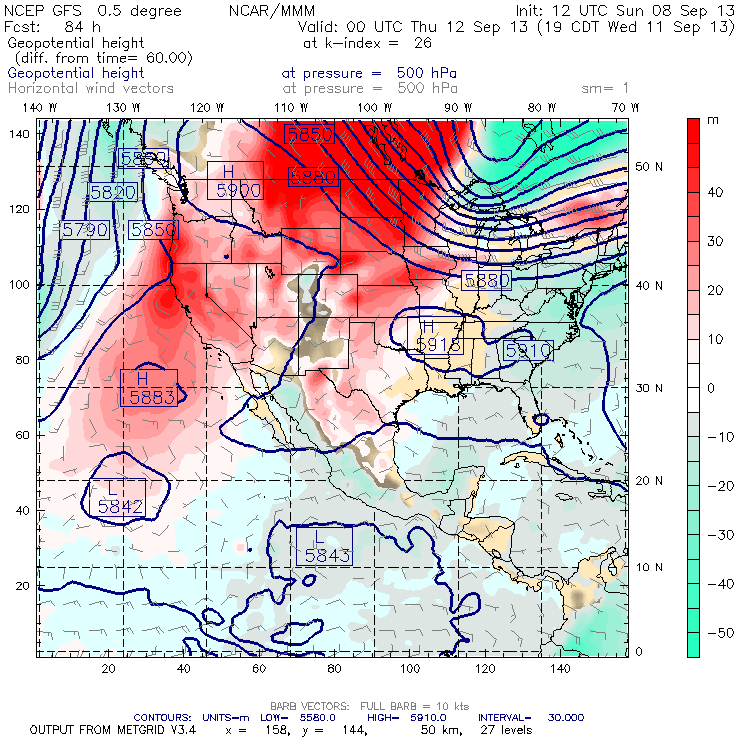 NCEP GFS 0.5 degree NCAR/MMM Init: 12 UTC Sun 08 Sep 13
Fcst: 84 h Valid: 00 UTC Thu 12 Sep 13 (19 CDT Wed 11 Sep 13)
Geopotential height at k-index = 26
(diff. from time= 60.00)
Geopotential height at pressure = 500 hPa
Horizontal wind vectors at pressure = 500 hPa sm= 1
140 W 130 W 120 W 110 W 100 W 90 W 80 W 70 W
m
140 5850
5820 50 N
H 5880
5900
5820 40
120
5790 5850 30
5880
100 40 N 20
H
5918 5910 10
80
H 30 N 0
5883
60 -10
L 20 N -20
40 5842
L
5843 10 N -30
20 -40
0 -50
20 40 60 80 100 120 140
BARB VECTORS: FULL BARB = 10 kts
CONTOURS: UNITS=m LOW= 5580.0 HIGH= 5910.0 INTERVAL= 30.000
OUTPUT FROM METGRID V3.4 x = 158, y = 144, 50 km, 27 levels